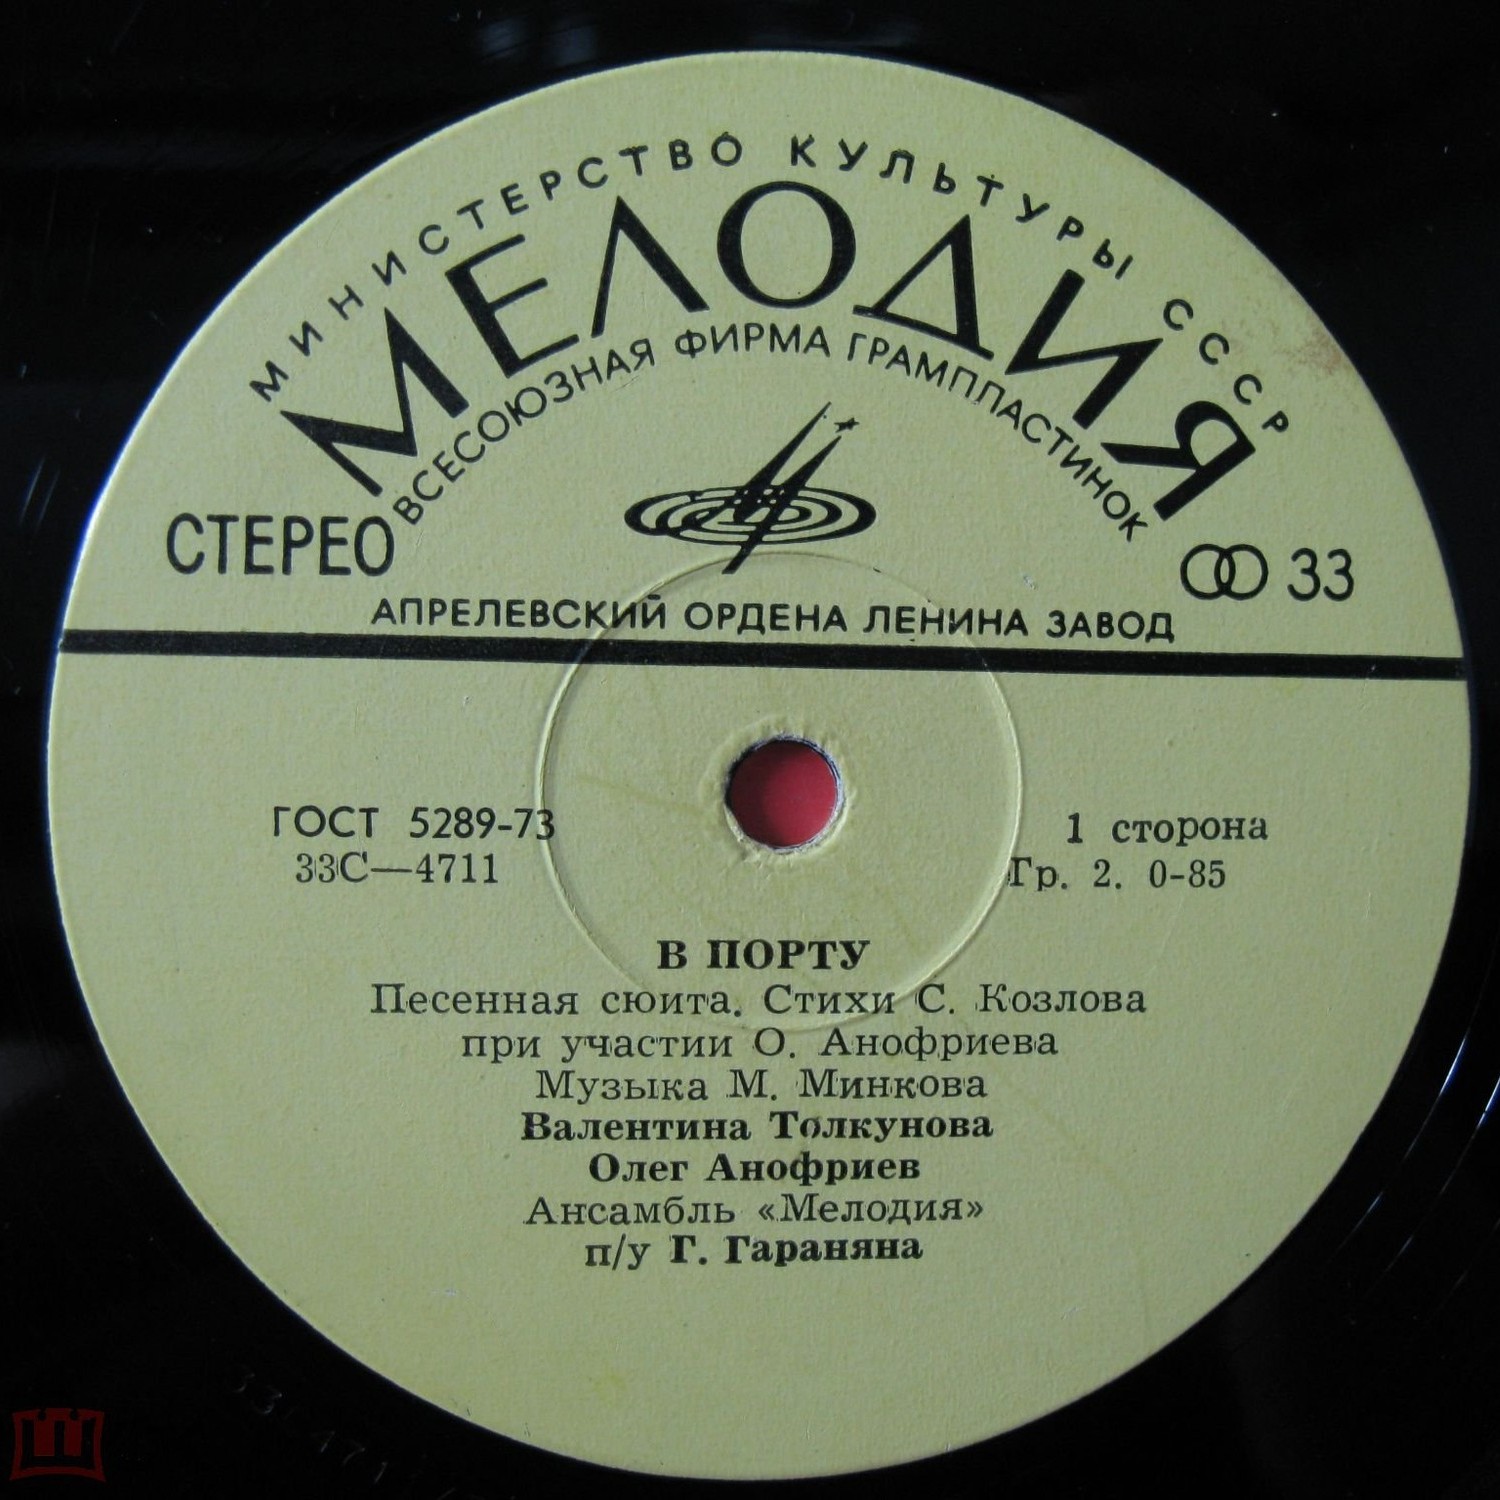 МИНИСТЕРСТВО КУЛЬТУРЫ СССР
МЕЛОДИЯ
ВСЕСОЮЗНАЯ ФИРМА ГРАМПЛАСТИНОК
СТЕРЕО
33
АПРЕЛЕВСКИЙ ОРДЕНА ЛЕНИНА ЗАВОД
ГОСТ 5289-73
1 сторона
33С—4711
Гр. 2. 0-85
В ПОРТУ
Песенная сюита. Стихи С. Козлова
при участии О. Анофриева
Музыка М. Минкова
Валентина Толкунова
Олег Анофриев
Ансамбль «Мелодия»
п/у Г. Гараняна